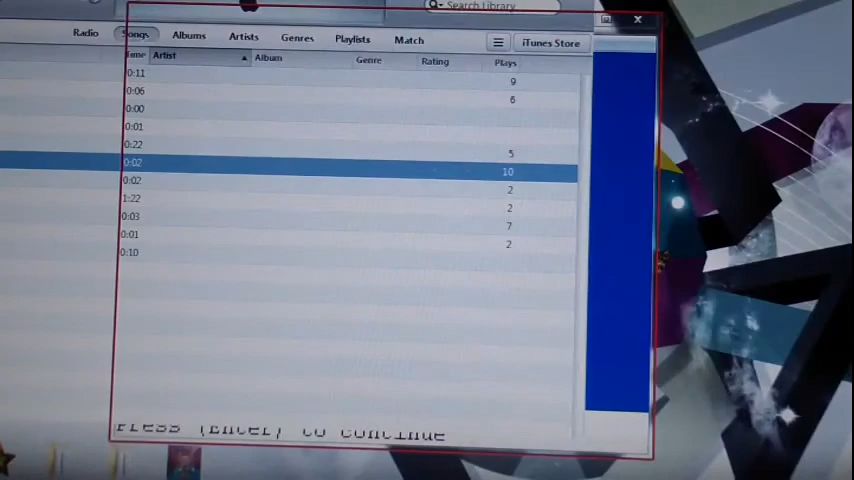 Search Library
Radio Songs Albums Artists Genres Playlists Match iTunes Store
Time Artist Album Genre Rating Plays
0:11 9
0:06 6
0:00
0:01
0:22 5
0:02 10
0:02 2
1:22 2
0:03 7
0:01 2
0:10
Press (Enter) to continue